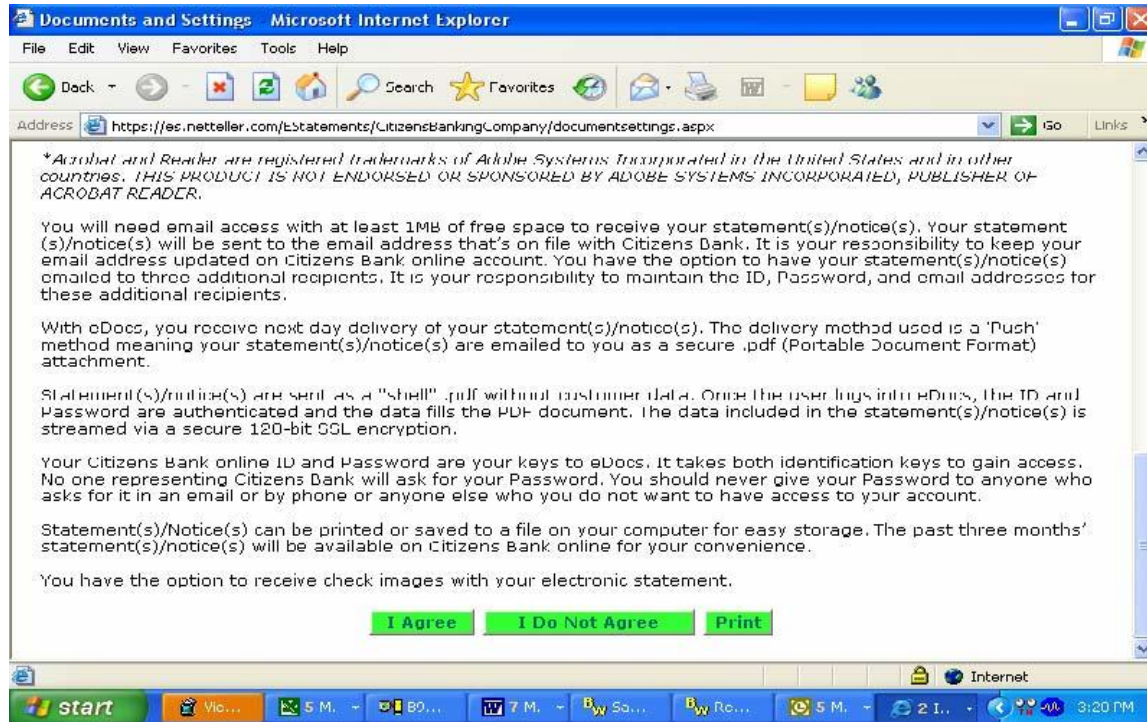 Documents and Settings - Microsoft Internet Explorer
File Edit View Favorites Tools Help
Back Search Favorites
Address https://es.netteller.com/EStatements/CitizensBankingCompany/documentsettings.aspx Go Links
*Acrobat and Reader are registered trademarks of Adobe Systems Incorporated in the United States and in other
countries. THIS PRODUCT IS NOT ENDORSED OR SPONSORED BY ADOBE SYSTEMS INCORPORATED, PUBLISHER OF
ACROBAT READER.
You will need email access with at least 1MB of free space to receive your statement(s)/notice(s). Your statement
(s)/notice(s) will be sent to the email address that's on file with Citizens Bank. It is your responsibility to keep your
email address updated on Citizens Bank online account. You have the option to have your statement(s)/notice(s)
emailed to three additional recipients. It is your responsibility to maintain the ID, Password, and email addresses for
these additional recipients.
With eDocs, you receive next day delivery of your statement(s)/notice(s). The delivery method used is a 'Push'
method meaning your statement(s)/notice(s) are emailed to you as a secure .pdf (Portable Document Format)
attachment.
Statement(s)/notice(s) are sent as a "shell" .pdf without customer data. Once the user logs into eDocs, the ID and
Password are authenticated and the data fills the PDF document. The data included in the statement(s)/notice(s) is
streamed via a secure 128-bit SSL encryption.
Your Citizens Bank online ID and Password are your keys to eDocs. It takes both identification keys to gain access.
No one representing Citizens Bank will ask for your Password. You should never give your Password to anyone who
asks for it in an email or by phone or anyone else who you do not want to have access to your account.
Statement(s)/Notice(s) can be printed or saved to a file on your computer for easy storage. The past three months'
statement(s)/notice(s) will be available on Citizens Bank online for your convenience.
You have the option to receive check images with your electronic statement.
I Agree I Do Not Agree Print
Internet
start Vie... 5 M. 7 M. Sa... Re... 5 M. 2 I.. 3:20 PM